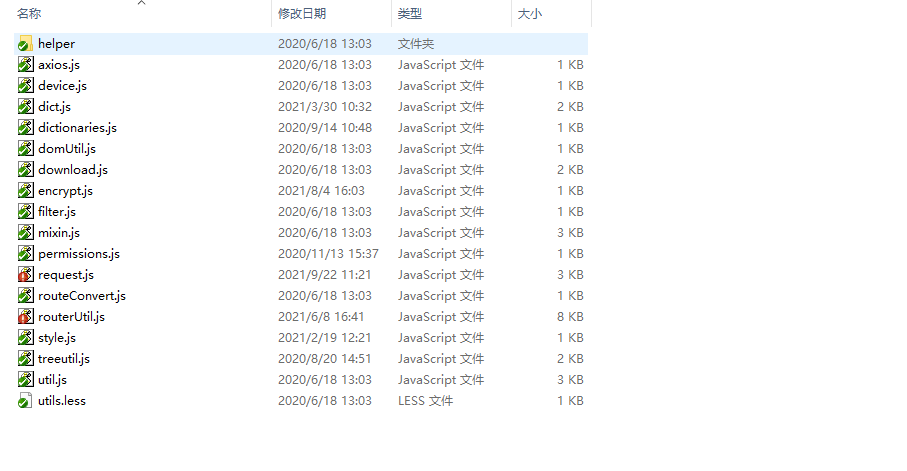 名称 修改日期 类型 大小
helper 2020/6/18 13:03 文件夹
axios.js 2020/6/18 13:03 JavaScript 文件 1 KB
device.js 2020/6/18 13:03 JavaScript 文件 1 KB
dict.js 2021/3/30 10:32 JavaScript 文件 2 KB
dictionaries.js 2020/9/14 10:48 JavaScript 文件 1 KB
domUtil.js 2020/6/18 13:03 JavaScript 文件 1 KB
download.js 2020/6/18 13:03 JavaScript 文件 2 KB
encrypt.js 2021/8/4 16:03 JavaScript 文件 1 KB
filter.js 2020/6/18 13:03 JavaScript 文件 1 KB
mixin.js 2020/6/18 13:03 JavaScript 文件 3 KB
permissions.js 2020/11/13 15:37 JavaScript 文件 1 KB
request.js 2021/9/22 11:21 JavaScript 文件 3 KB
routeConvert.js 2020/6/18 13:03 JavaScript 文件 1 KB
routerUtil.js 2021/6/8 16:41 JavaScript 文件 8 KB
style.js 2021/2/19 12:21 JavaScript 文件 1 KB
treeutil.js 2020/8/20 14:51 JavaScript 文件 2 KB
util.js 2020/6/18 13:03 JavaScript 文件 3 KB
utils.less 2020/6/18 13:03 LESS 文件 1 KB